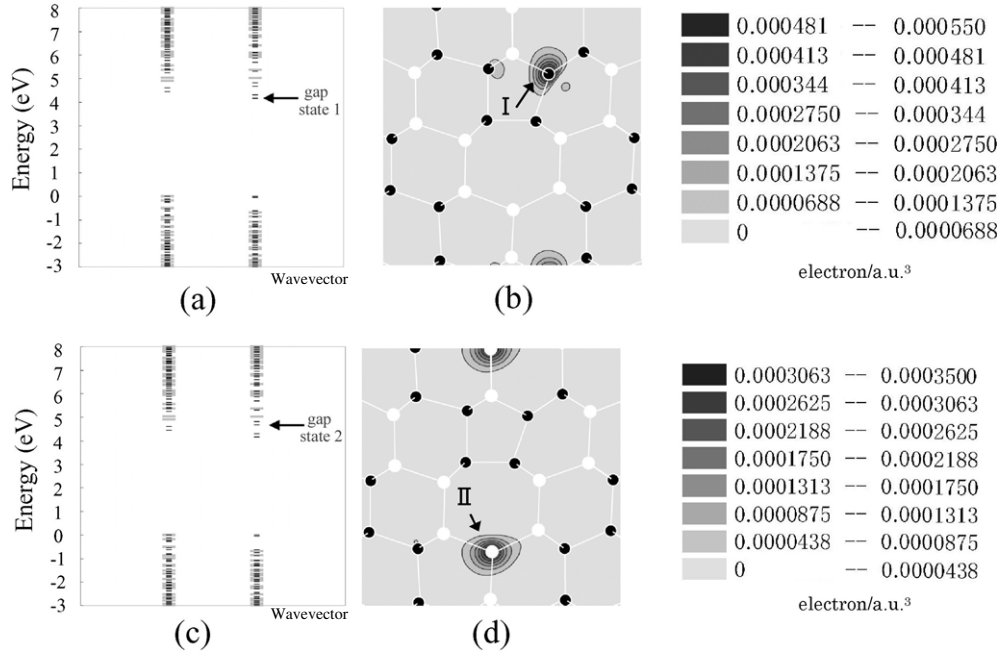 8
7
6
5
4
3
2
1
0
-1
-2
-3
Energy (eV)
gap
state 1
Wavevector
(a)
I
(b)
0.000481 -- 0.000550
0.000413 -- 0.000481
0.000344 -- 0.000413
0.0002750 -- 0.000344
0.0002063 -- 0.0002750
0.0001375 -- 0.0002063
0.0000688 -- 0.0001375
0 -- 0.0000688
electron/a.u.³
8
7
6
5
4
3
2
1
0
-1
-2
-3
Energy (eV)
gap
state 2
Wavevector
(c)
II
(d)
0.0003063 -- 0.0003500
0.0002625 -- 0.0003063
0.0002188 -- 0.0002625
0.0001750 -- 0.0002188
0.0001313 -- 0.0001750
0.0000875 -- 0.0001313
0.0000438 -- 0.0000875
0 -- 0.0000438
electron/a.u.³